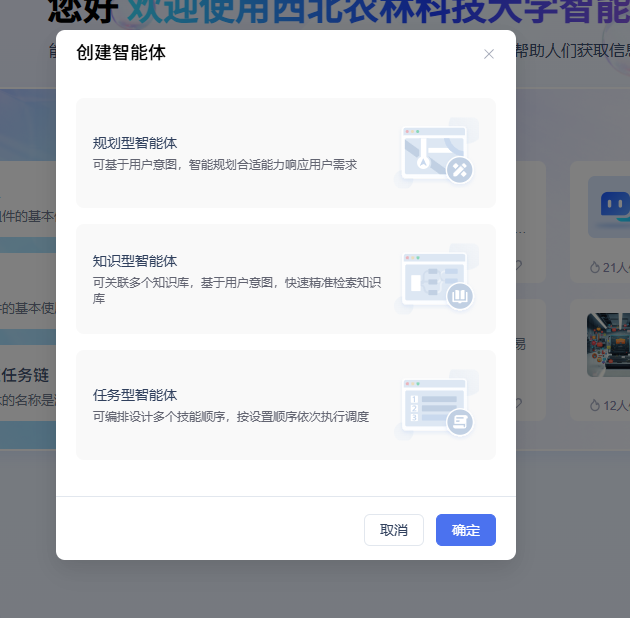 您好 欢迎使用西北农林科技大学智能
能
帮助人们获取信息
创建智能体
规划型智能体
可基于用户意图，智能规划合适能力响应用户需求
组件的基本
...
21人
知识型智能体
可关联多个知识库，基于用户意图，快速精准检索知识
库
件的基本使
易
任务链
任务型智能体
可编排设计多个技能顺序，按设置顺序依次执行调度
的名称是
12人
1
2
3
取消
确定